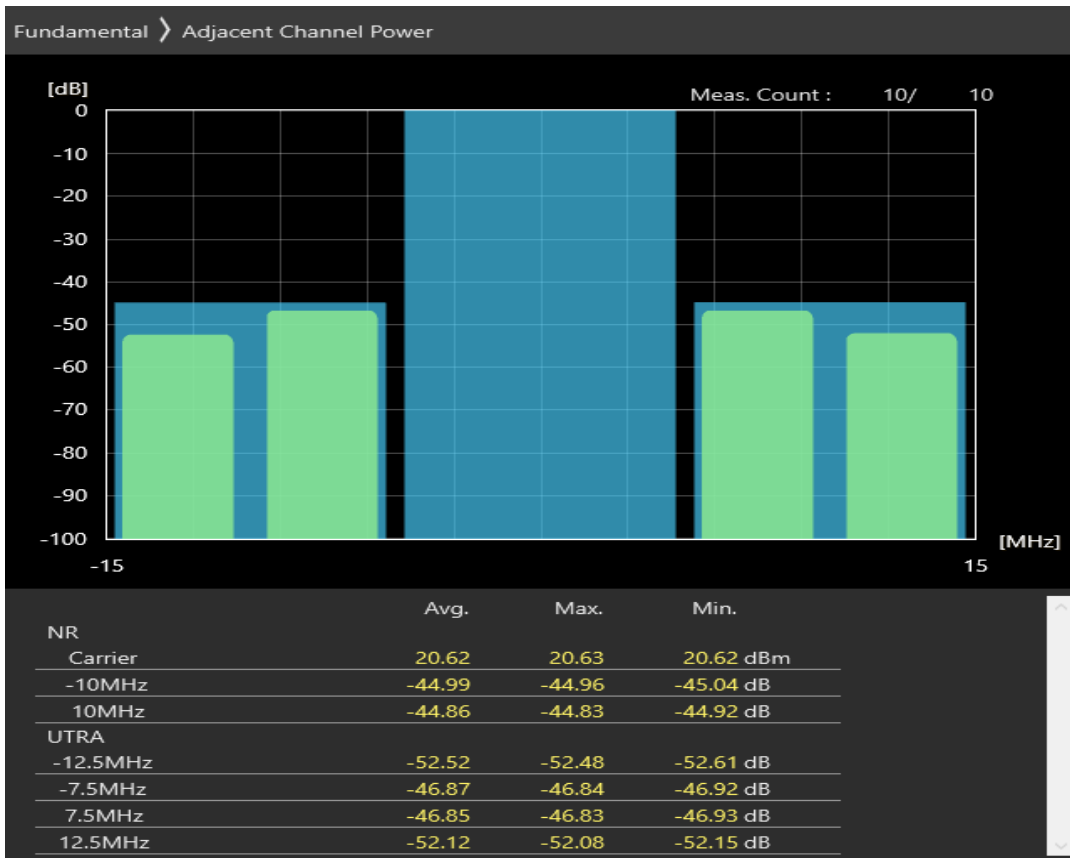 Fundamental 〉 Adjacent Channel Power
[dB]
Meas. Count : 10/ 10
0
-10
-20
-30
-40
-50
-60
-70
-80
-90
-100
[MHz]
-15 15
Avg. Max. Min.
NR
Carrier 20.62 20.63 20.62 dBm
-10MHz -44.99 -44.96 -45.04 dB
10MHz -44.86 -44.83 -44.92 dB
UTRA
-12.5MHz -52.52 -52.48 -52.61 dB
-7.5MHz -46.87 -46.84 -46.92 dB
7.5MHz -46.85 -46.83 -46.93 dB
12.5MHz -52.12 -52.08 -52.15 dB